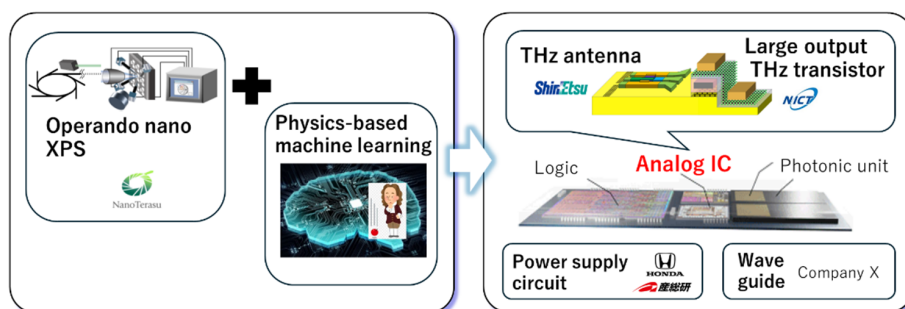 Operando nano
XPS
NanoTerasu
Physics-based
machine learning
THz antenna
ShinEtsu
Large output
THz transistor
NICT
Logic
Analog IC
Photonic unit
Power supply
circuit
HONDA
産総研
Wave
guide
Company X